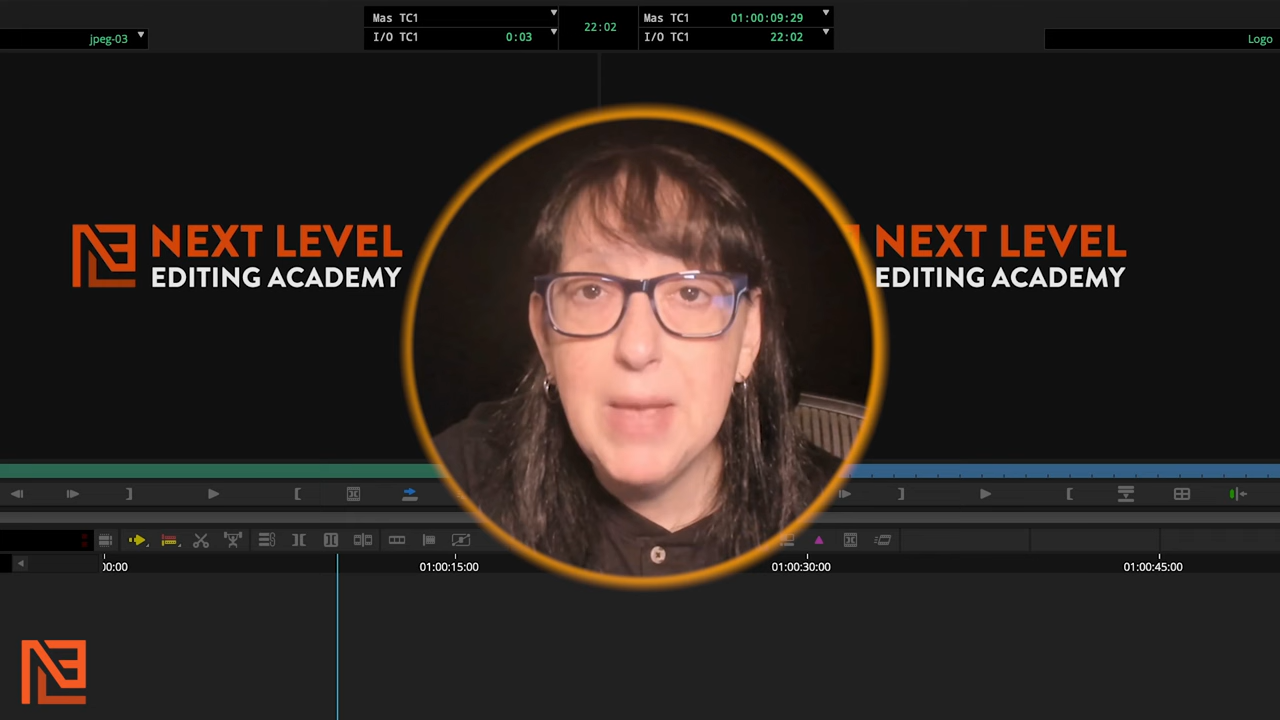 Mas TC1
I/O TC1 0:03
22:02
Mas TC1 01:00:09:29
I/O TC1 22:02
jpeg-03
Logo
NEXT LEVEL
EDITING ACADEMY
NEXT LEVEL
EDITING ACADEMY
00:00 01:00:15:00 01:00:30:00 01:00:45:00